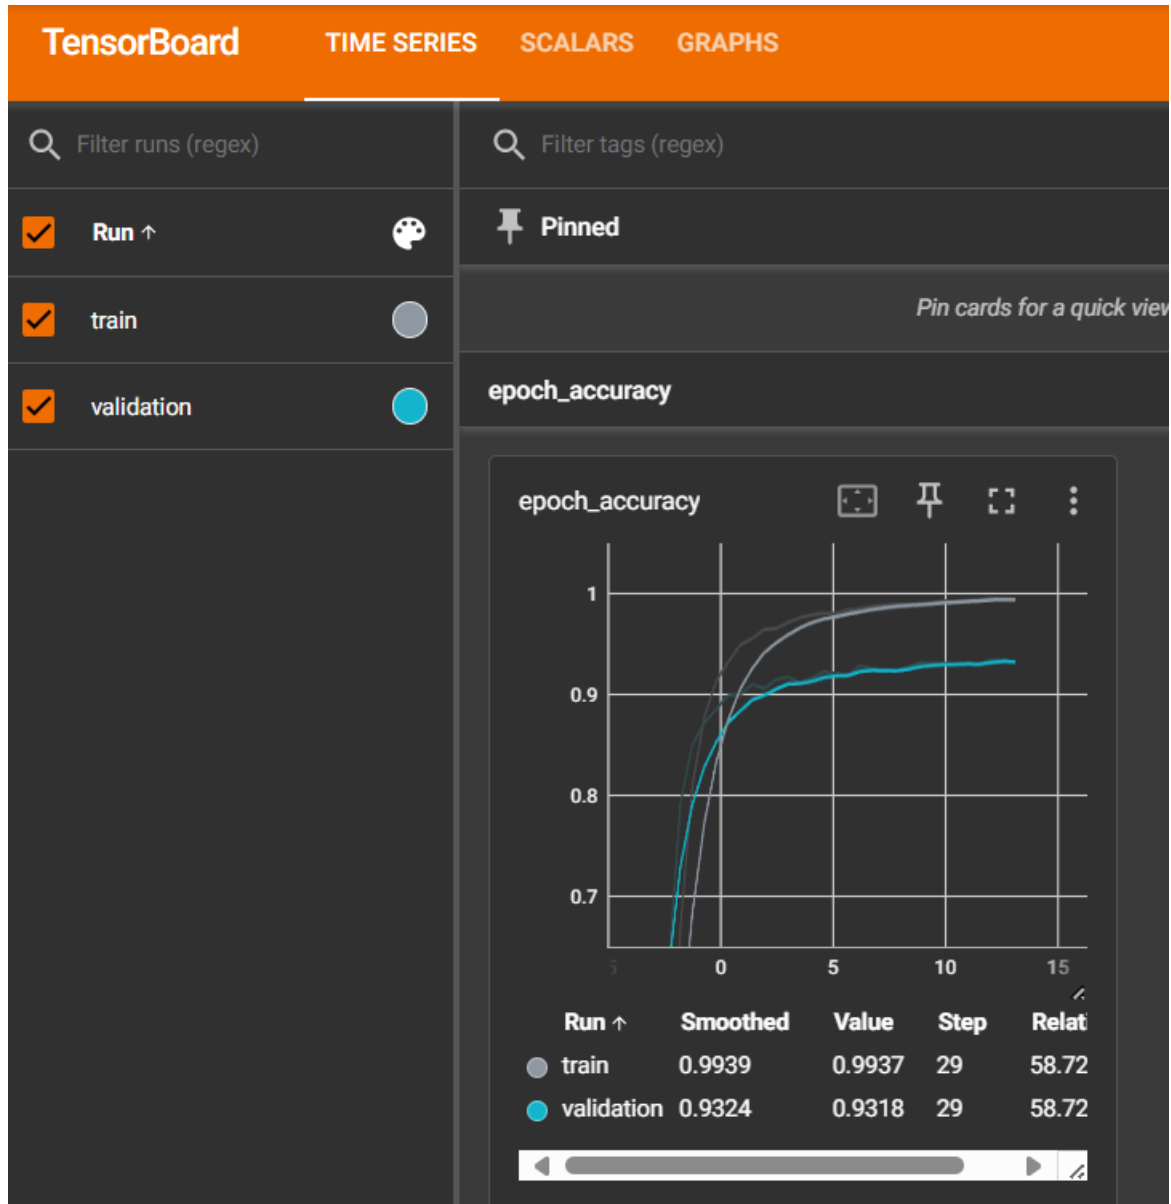 TensorBoard TIME SERIES SCALARS GRAPHS
Filter runs (regex)
Run ↑
train
validation
Filter tags (regex)
Pinned
Pin cards for a quick view
epoch_accuracy
epoch_accuracy
1
0.9
0.8
0.7
5 0 5 10 15
Run ↑ Smoothed Value Step Relati
train 0.9939 0.9937 29 58.72
validation 0.9324 0.9318 29 58.72